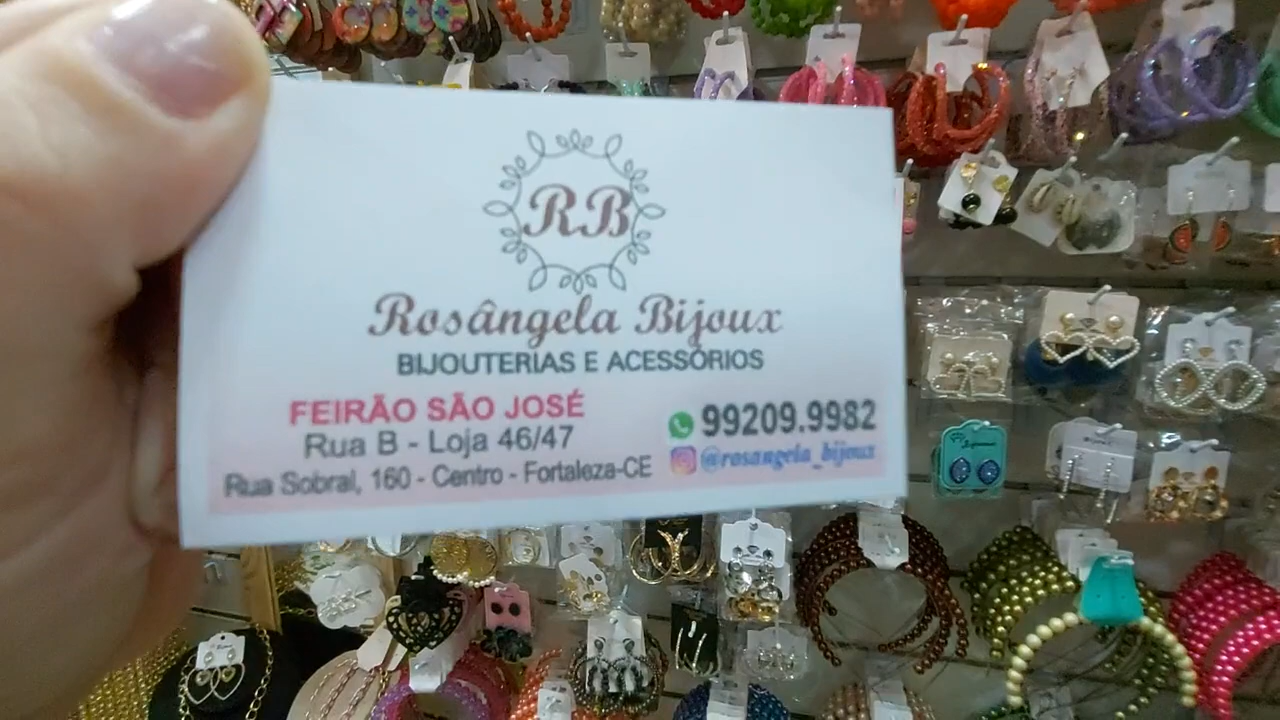 RB
Rosângela Bijoux
BIJOUTERIAS E ACESSÓRIOS
FEIRÃO SÃO JOSÉ
Rua B - Loja 46/47
Rua Sobral, 160 - Centro - Fortaleza-CE
99209.9982
@rosangela_bijoux